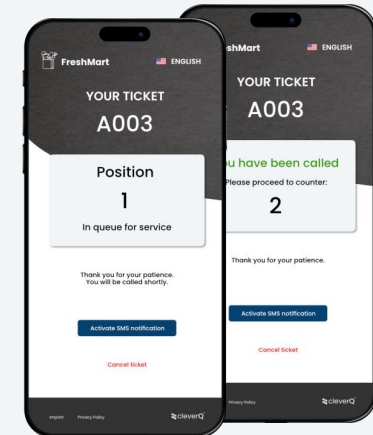 FreshMart
ENGLISH
YOUR TICKET
A003
Position
1
In queue for service
Thank you for your patience.
You will be called shortly.
Activate SMS notification
Cancel ticket
Imprint
Privacy Policy
cleverQ
shMart
ENGLISH
YOUR TICKET
A003
ou have been called
Please proceed to counter:
2
Thank you for your patience.
Activate SMS notification
Cancel ticket
Privacy Policy
cleverQ